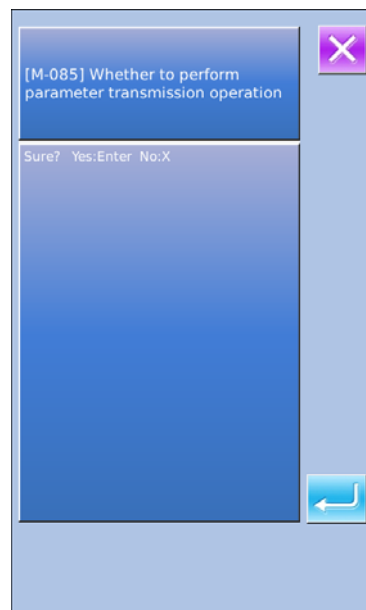 [M-085] Whether to perform
parameter transmission operation
Sure? Yes:Enter No:X